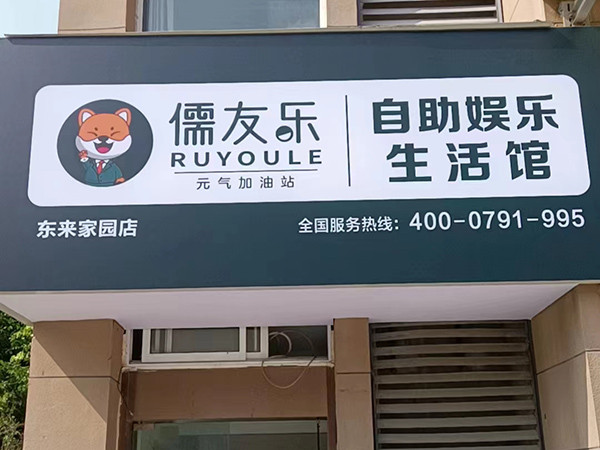 儒友乐
RUYOULE
元气加油站
自助娱乐
生活馆
东来家园店
全国服务热线：400-0791-995